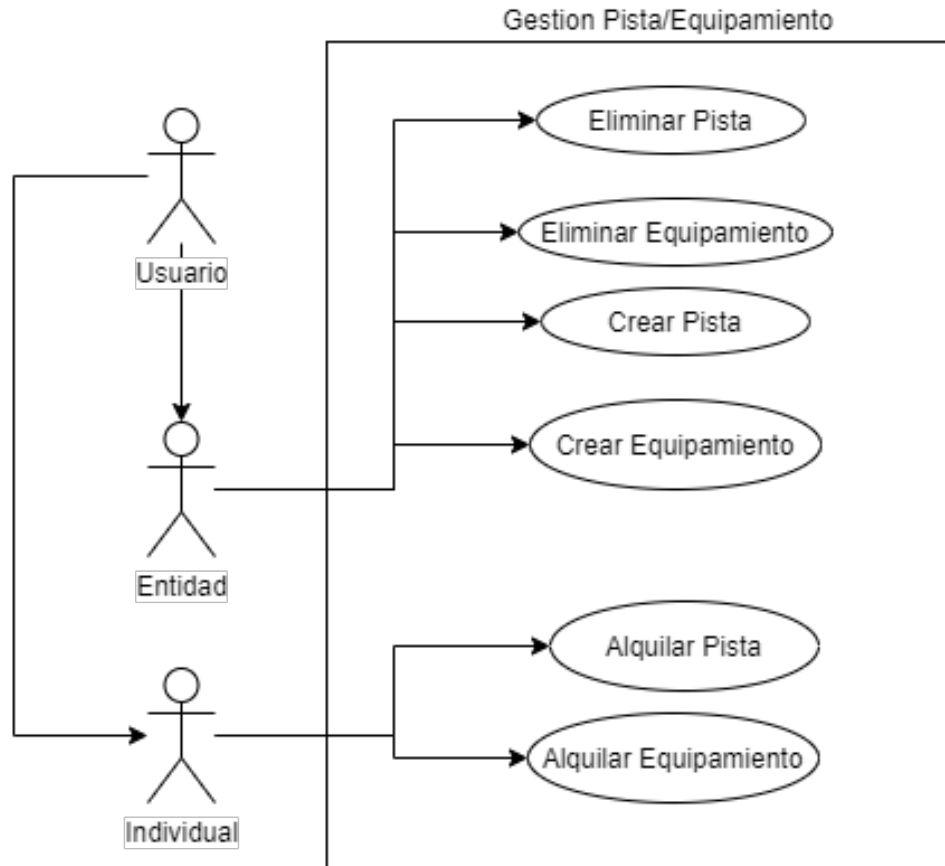 Gestion Pista/Equipamiento
Eliminar Pista
Eliminar Equipamiento
Usuario
Crear Pista
Crear Equipamiento
Entidad
Alquilar Pista
Alquilar Equipamiento
Individual